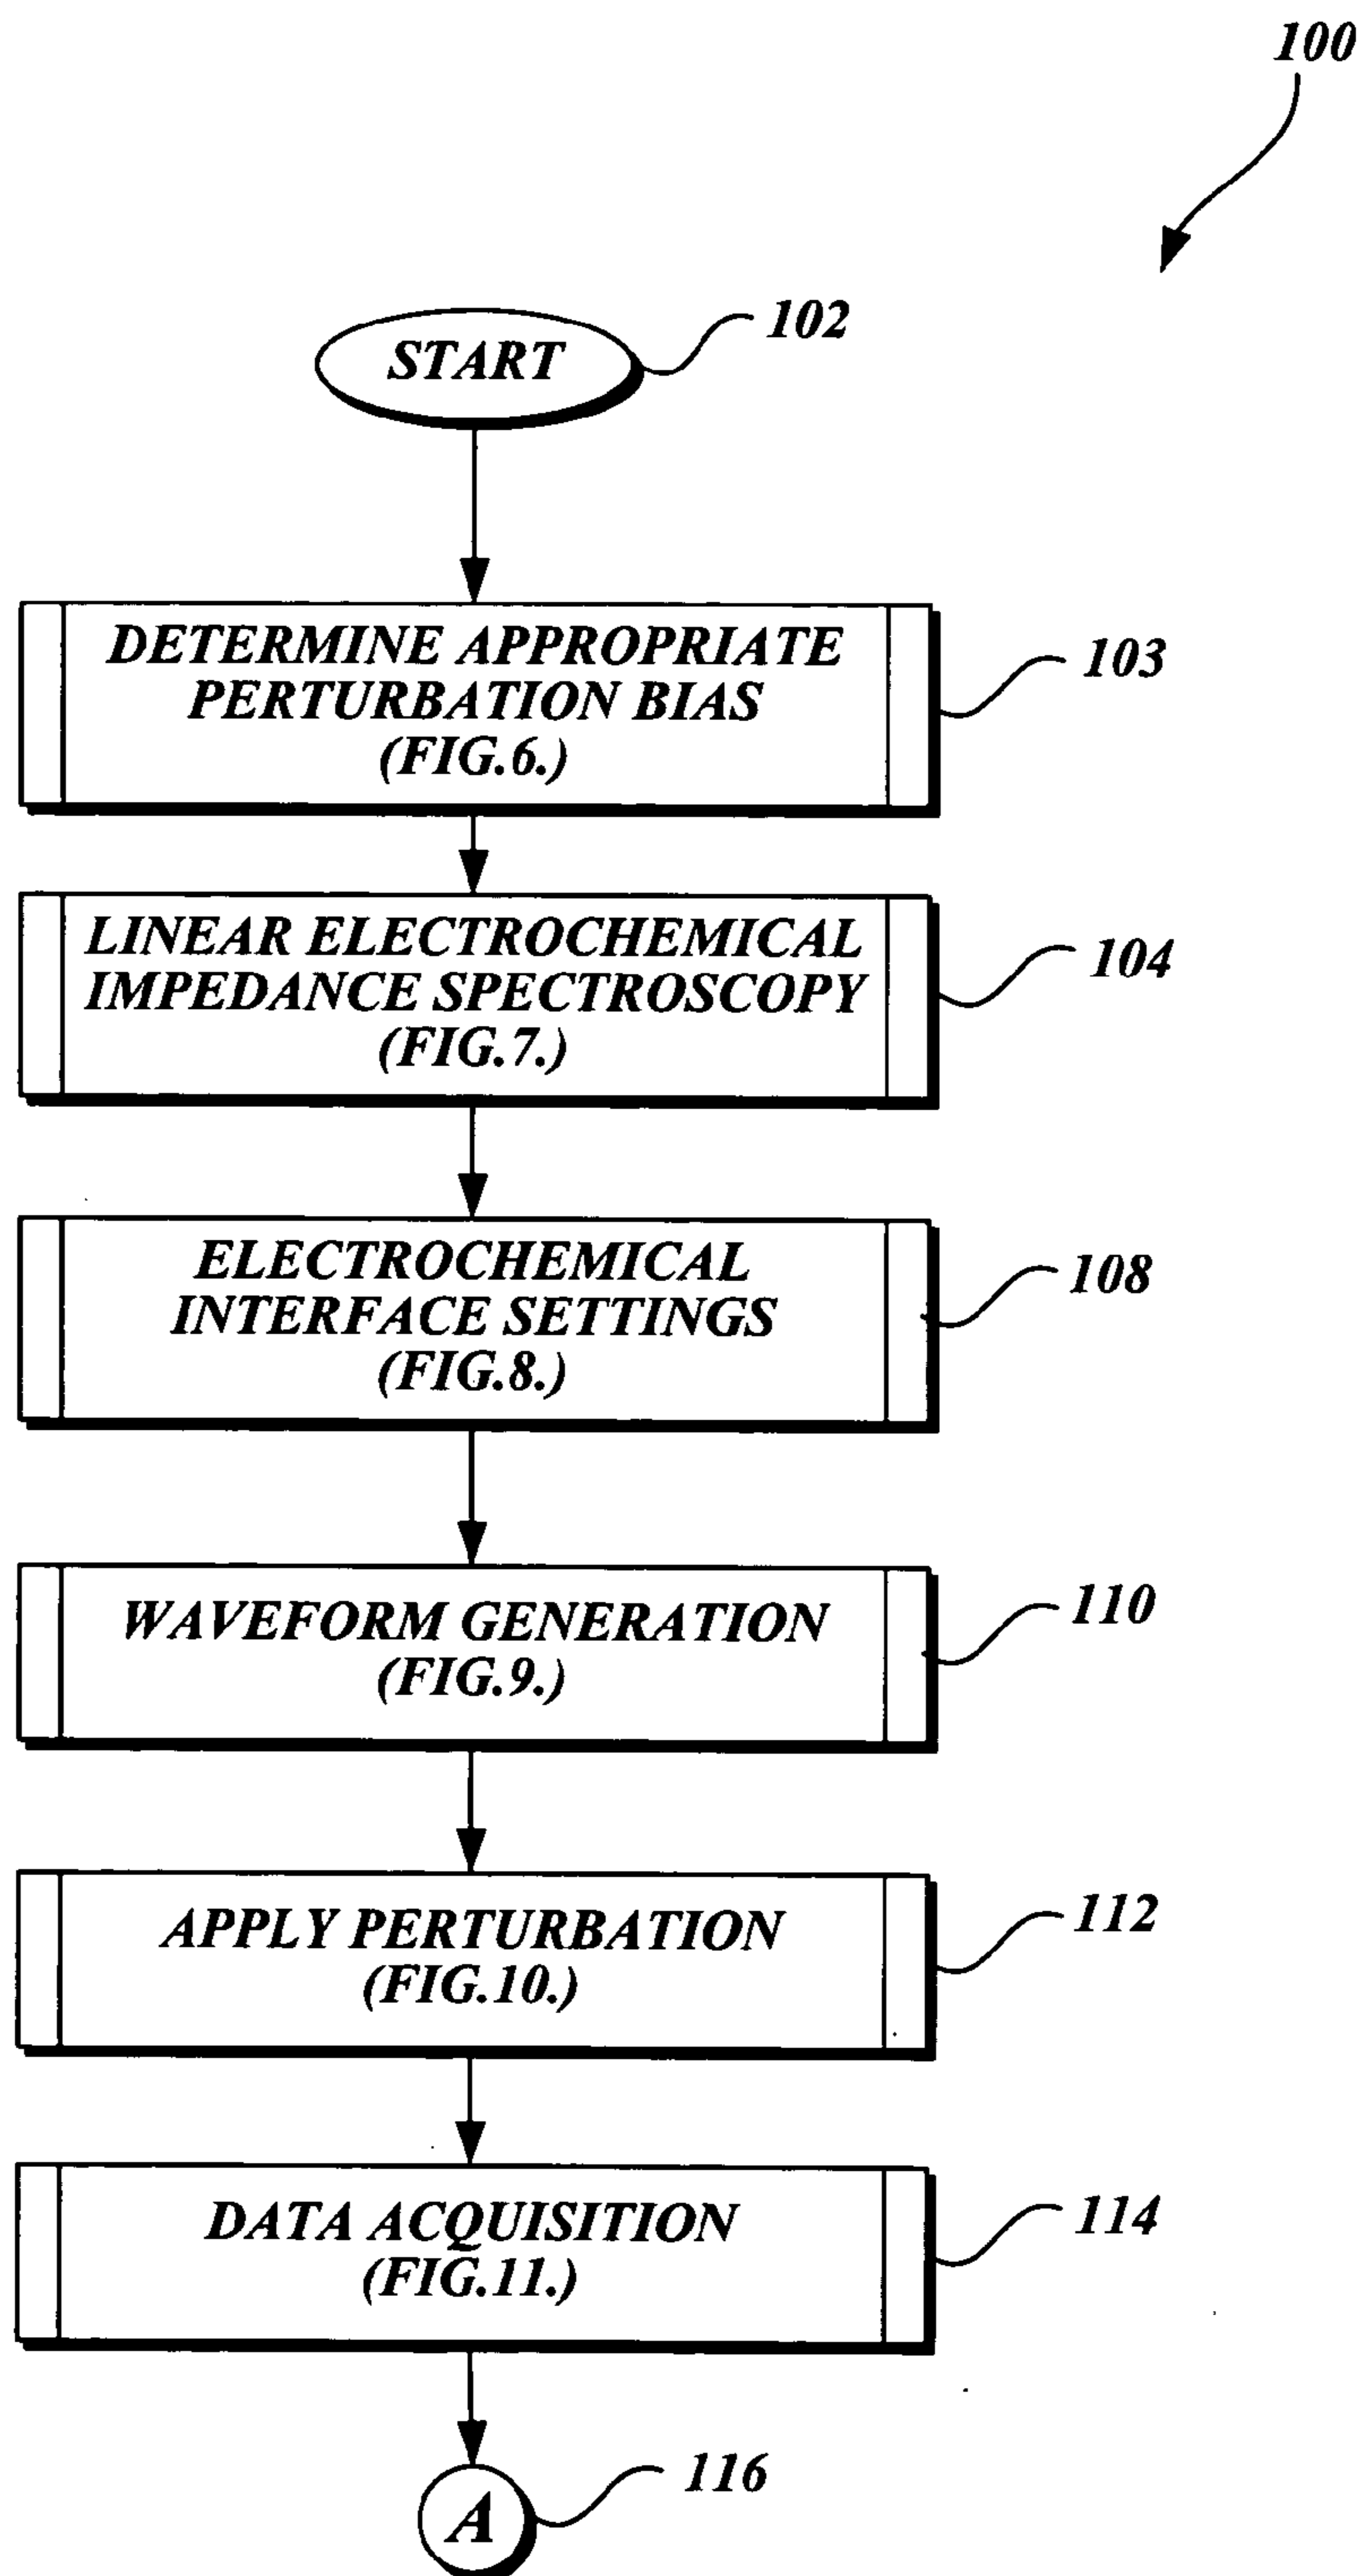 100
START
102
DETERMINE APPROPRIATE
PERTURBATION BIAS
(FIG.6.)
103
LINEAR ELECTROCHEMICAL
IMPEDANCE SPECTROSCOPY
(FIG.7.)
104
ELECTROCHEMICAL
INTERFACE SETTINGS
(FIG.8.)
108
WAVEFORM GENERATION
(FIG.9.)
110
APPLY PERTURBATION
(FIG.10.)
112
DATA ACQUISITION
(FIG.11.)
114
A
116